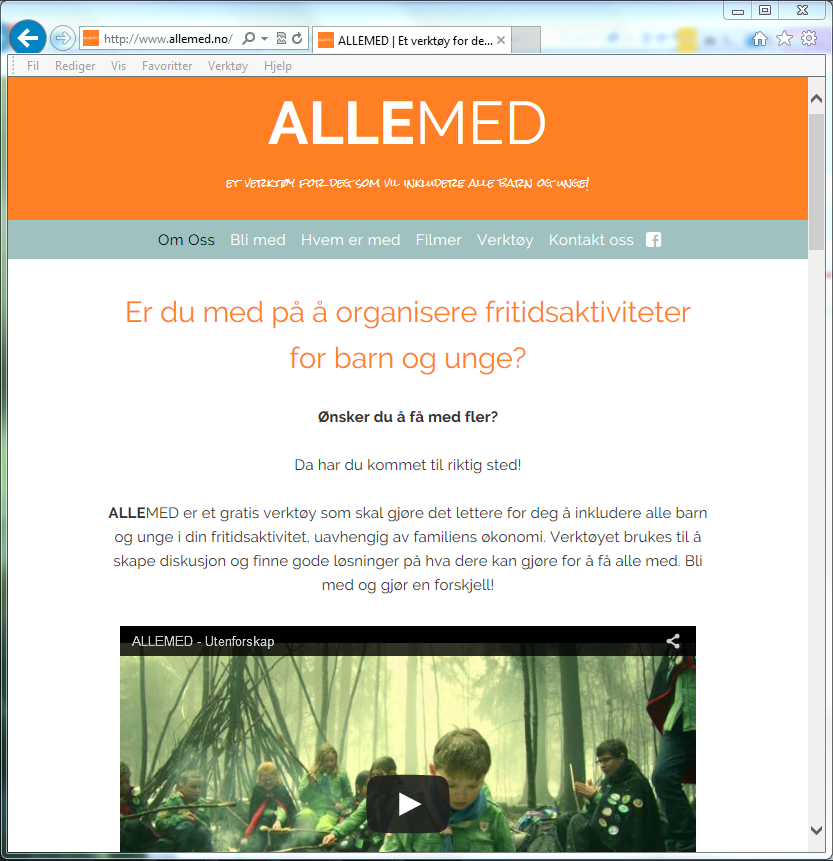 http://www.allemed.no/
ALLEMED | Et verktøy for de...
Fil Rediger Vis Favoritter Verktøy Hjelp
ALLEMED
ET VERKTØY FOR DEG SOM VIL INKLUDERE ALLE BARN OG UNGE!
Om Oss Bli med Hvem er med Filmer Verktøy Kontakt oss
Er du med på å organisere fritidsaktiviteter
for barn og unge?
Ønsker du å få med fler?
Da har du kommet til riktig sted!
ALLEMED er et gratis verktøy som skal gjøre det lettere for deg å inkludere alle barn
og unge i din fritidsaktivitet, uavhengig av familiens økonomi. Verktøyet brukes til å
skape diskusjon og finne gode løsninger på hva dere kan gjøre for å få alle med. Bli
med og gjør en forskjell!
ALLEMED - Utenforskap